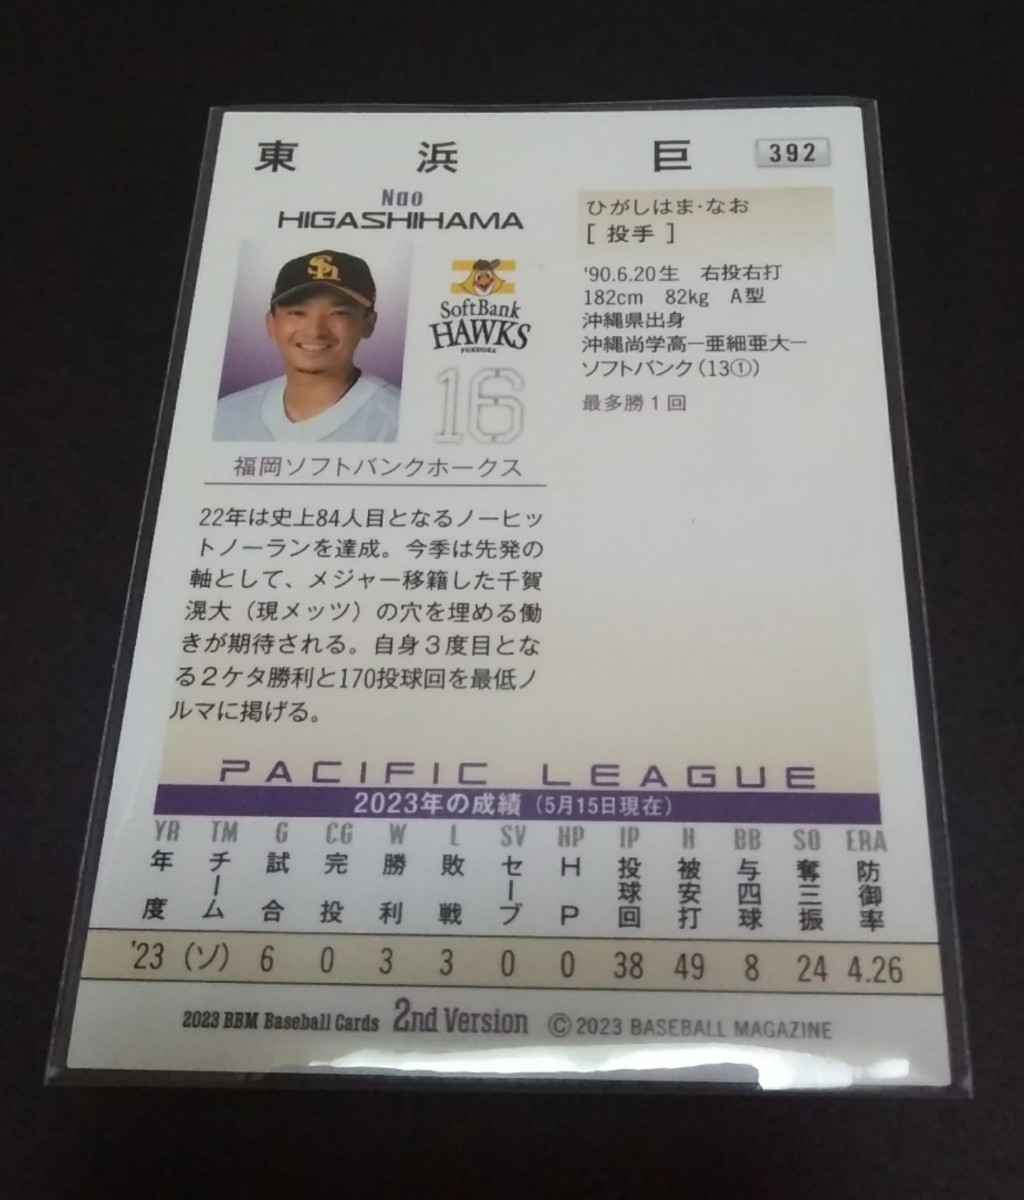 東浜 巨
392
Nao
HIGASHIHAMA
ひがしはま・なお
[ 投手 ]
'90.6.20生 右投右打
182cm 82kg A型
沖縄県出身
沖縄尚学高ー亜細亜大ー
ソフトバンク(13①)
最多勝1回
SH
SoftBank
HAWKS
FUKUOKA
16
福岡ソフトバンクホークス
22年は史上84人目となるノーヒッ
トノーランを達成。今季は先発の
軸として、メジャー移籍した千賀
滉大(現メッツ)の穴を埋める働
きが期待される。自身3度目とな
る2ケタ勝利と170投球回を最低ノ
ルマに掲げる。
PACIFIC LEAGUE
2023年の成績(5月15日現在)
YR TM G CG W L SV HP IP H BB SO ERA
年度 チーム 試合 完投 勝利 敗戦 セーブ HP 投球回 被安打 与四球 奪三振 防御率
'23 (ソ) 6 0 3 3 0 0 38 49 8 24 4.26
2023 BBM Baseball Cards 2nd Version © 2023 BASEBALL MAGAZINE